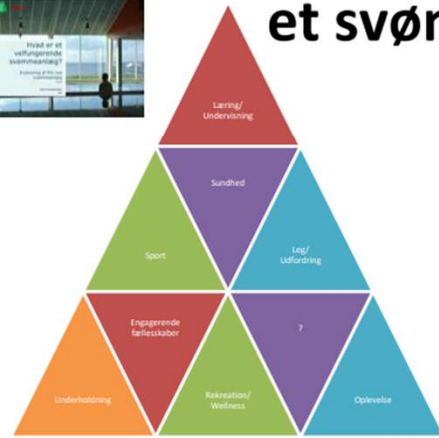 et svøm
Hvad er et
velfungerende
svømmeanlæg?
Læring/
Undervisning
Sundhed
Sport
Leg/
Udfordring
Engagerende
fællesskaber
?
Underholdning
Rekreation/
Wellness
Oplevelse